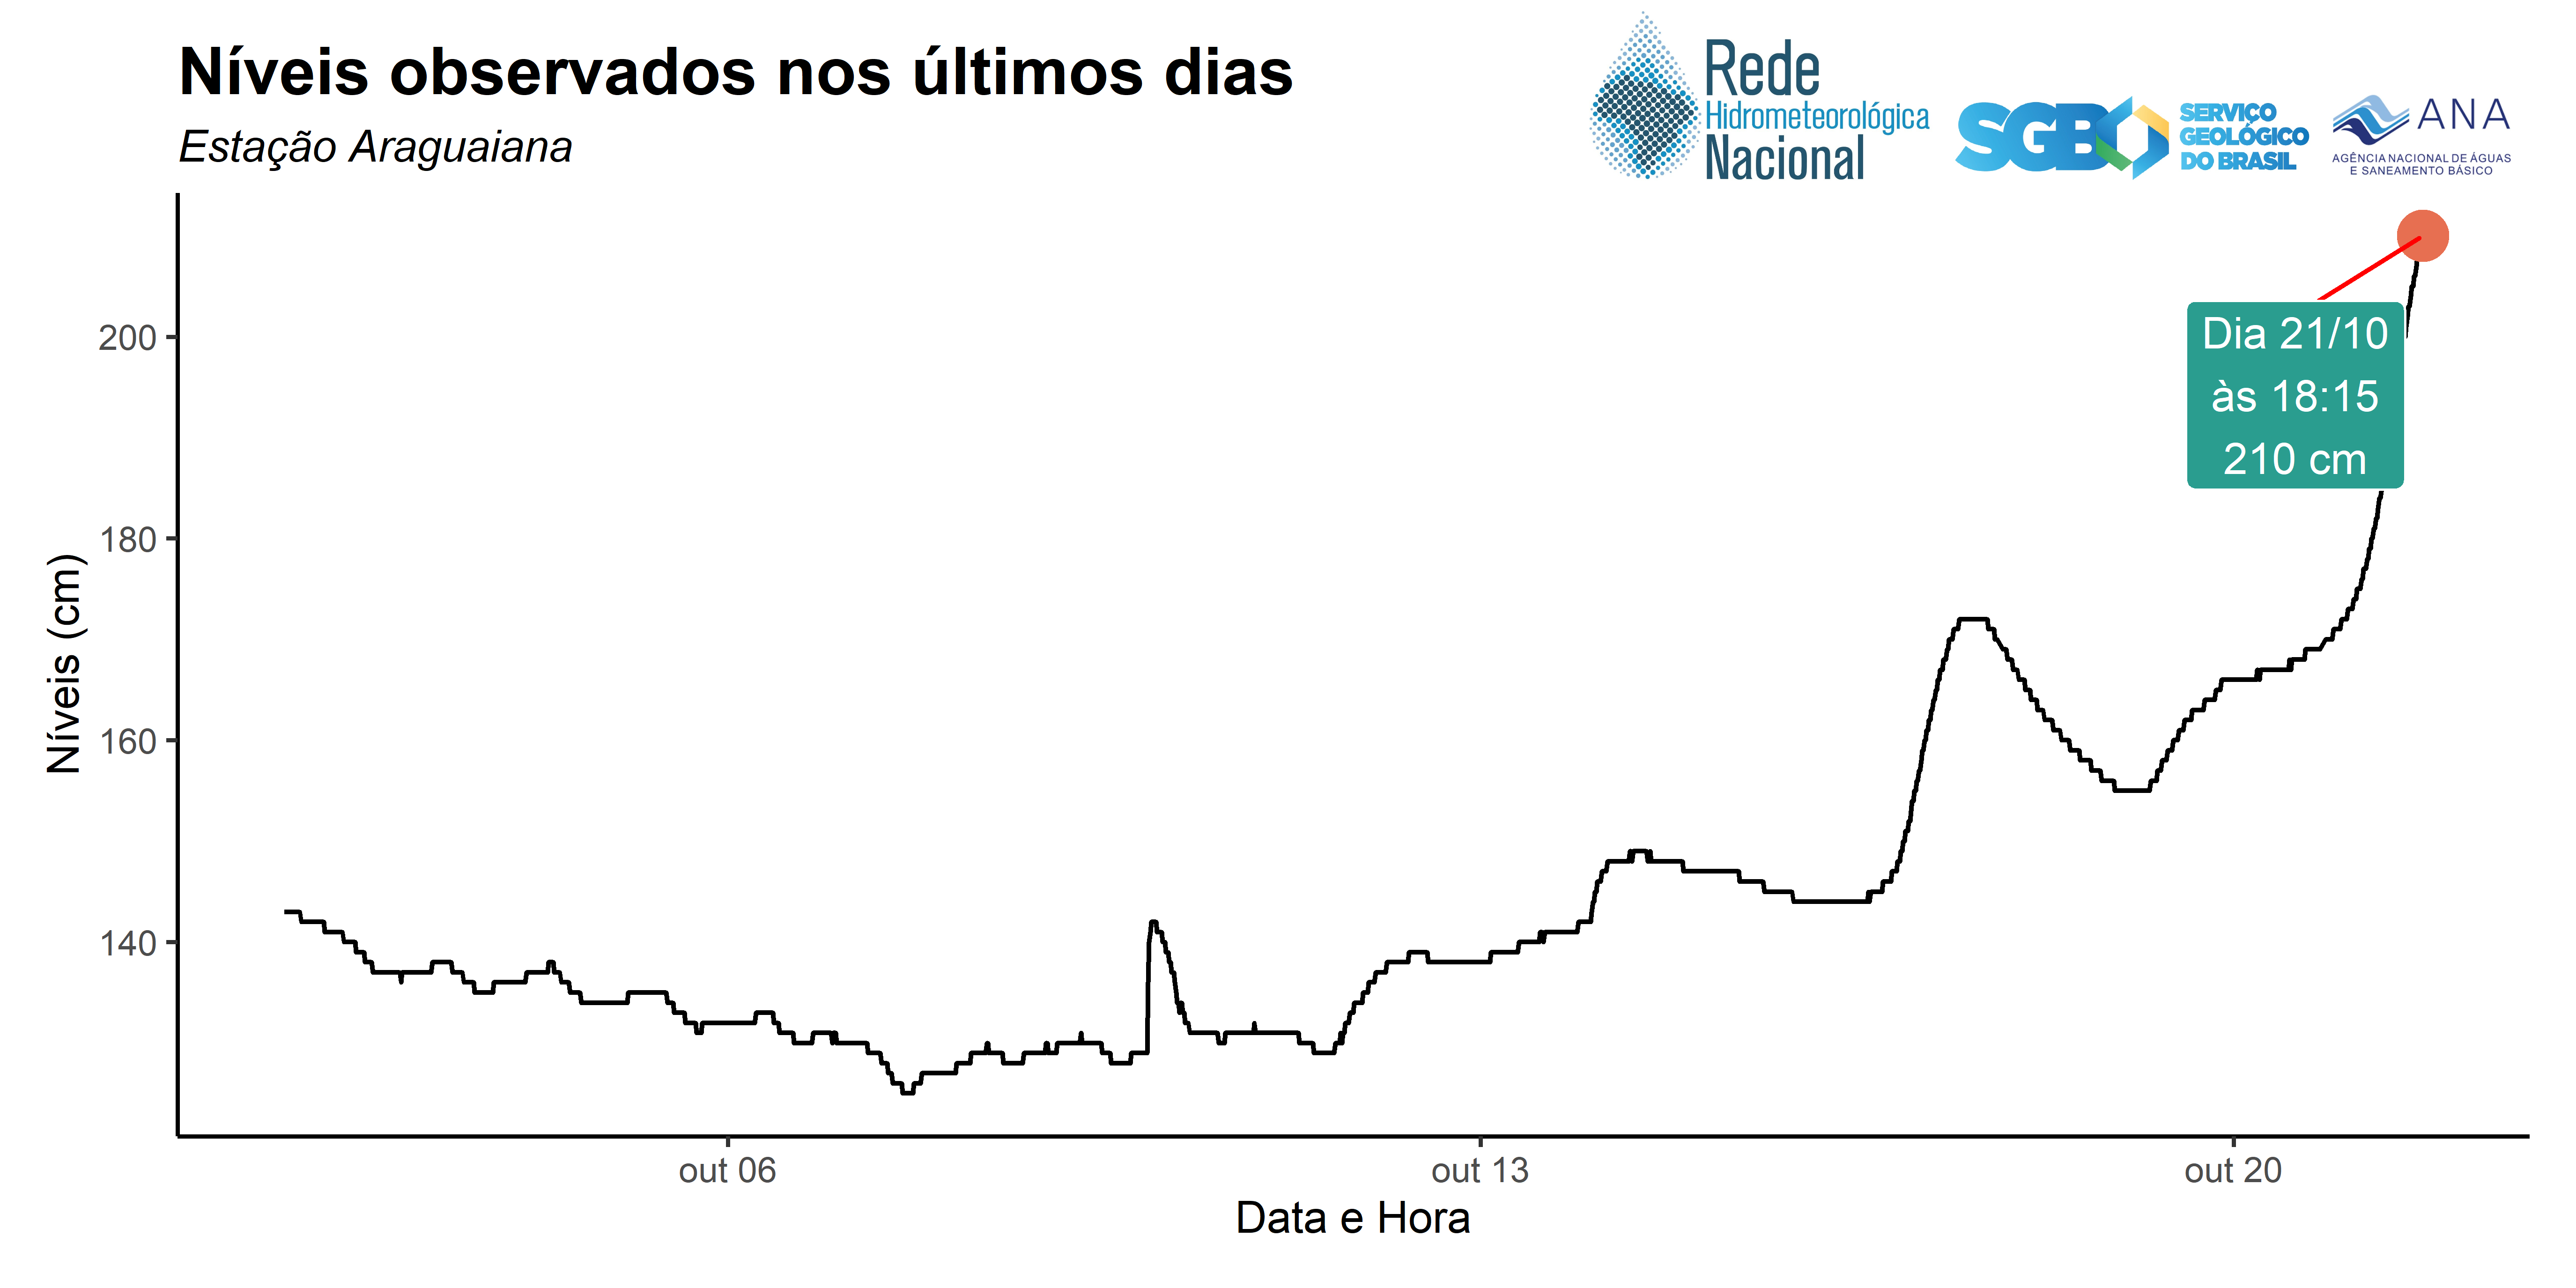 Níveis observados nos últimos dias
Estação Araguaiana
Rede
Hidrometeorológica
Nacional
SGB
SERVIÇO
GEOLÓGICO
DO BRASIL
ANA
AGÊNCIA NACIONAL DE ÁGUAS
E SANEAMENTO BÁSICO
Níveis (cm)
200
180
160
140
Dia 21/10
às 18:15
210 cm
out 06
out 13
out 20
Data e Hora